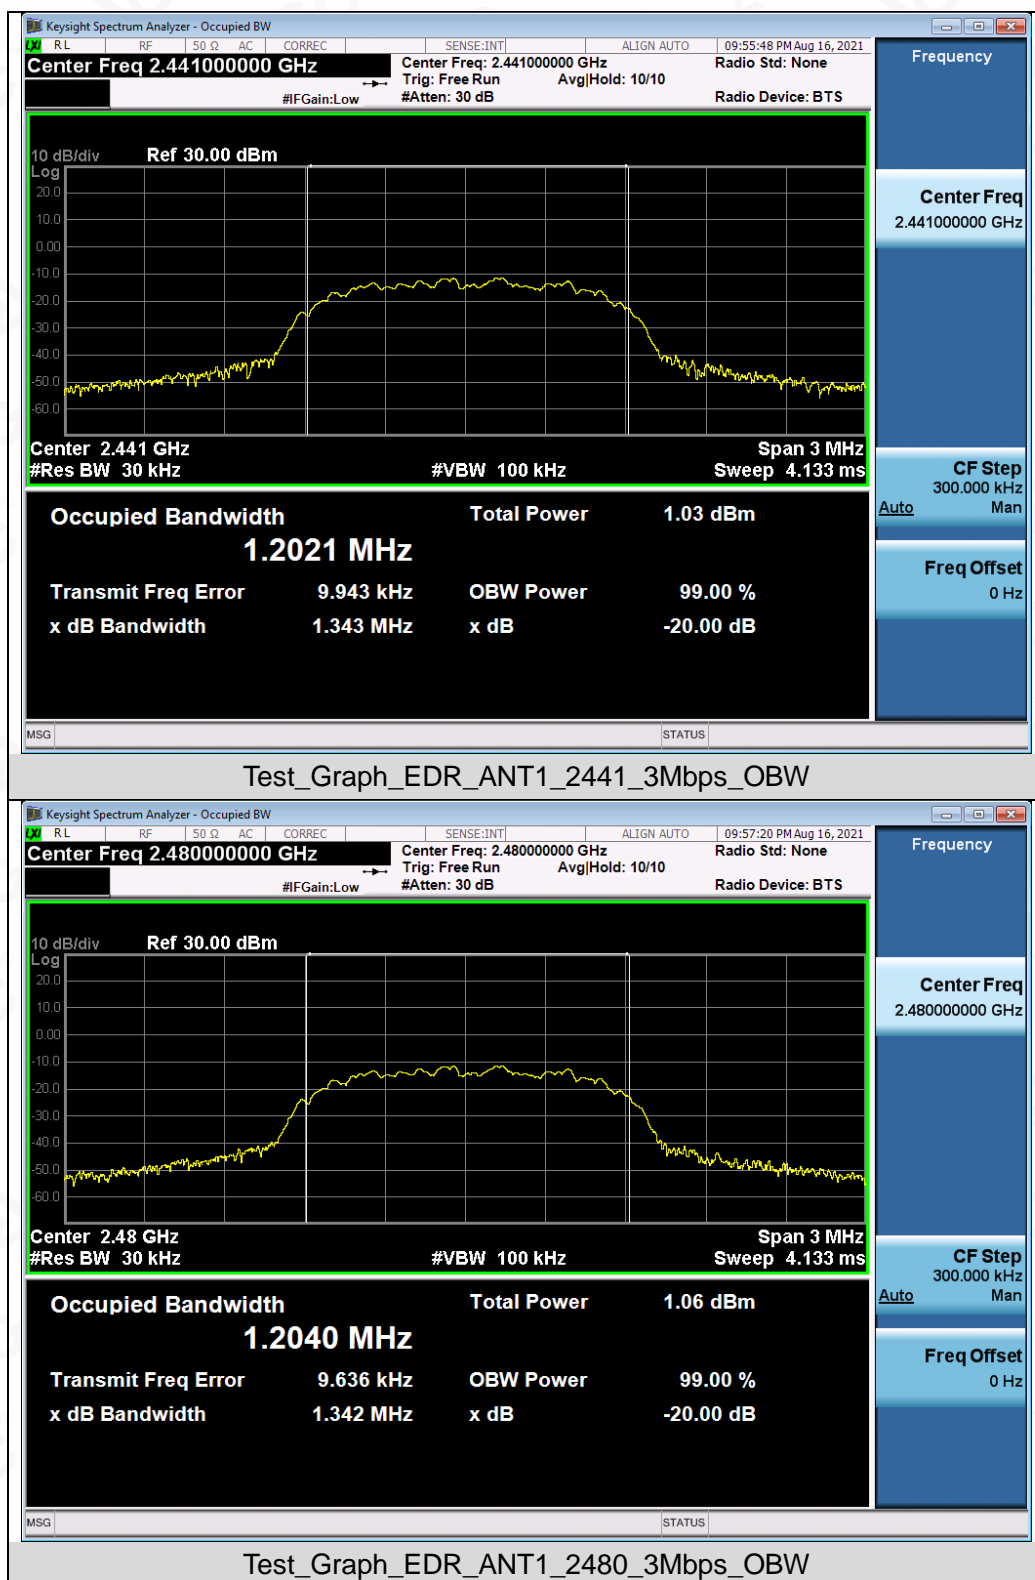 Keysight Spectrum Analyzer - Occupied BW
LXI RL RF 50 Ω AC CORREC SENSE:INT ALIGN AUTO 09:55:48 PM Aug 16, 2021
Center Freq 2.441000000 GHz Center Freq: 2.441000000 GHz Radio Std: None Frequency
Trig: Free Run Avg|Hold: 10/10
#IFGain:Low #Atten: 30 dB Radio Device: BTS
10 dB/div Ref 30.00 dBm
Log
20.0
10.0
0.00
-10.0
-20.0
-30.0
-40.0
-50.0
-60.0
Center Freq
2.441000000 GHz
Center 2.441 GHz Span 3 MHz
#Res BW 30 kHz #VBW 100 kHz Sweep 4.133 ms
CF Step
300.000 kHz
Auto Man
Occupied Bandwidth Total Power 1.03 dBm
1.2021 MHz
Transmit Freq Error 9.943 kHz OBW Power 99.00 %
x dB Bandwidth 1.343 MHz x dB -20.00 dB
Freq Offset
0 Hz
MSG STATUS
Test_Graph_EDR_ANT1_2441_3Mbps_OBW
Keysight Spectrum Analyzer - Occupied BW
LXI RL RF 50 Ω AC CORREC SENSE:INT ALIGN AUTO 09:57:20 PM Aug 16, 2021
Center Freq 2.480000000 GHz Center Freq: 2.480000000 GHz Radio Std: None Frequency
Trig: Free Run Avg|Hold: 10/10
#IFGain:Low #Atten: 30 dB Radio Device: BTS
10 dB/div Ref 30.00 dBm
Log
20.0
10.0
0.00
-10.0
-20.0
-30.0
-40.0
-50.0
-60.0
Center Freq
2.480000000 GHz
Center 2.48 GHz Span 3 MHz
#Res BW 30 kHz #VBW 100 kHz Sweep 4.133 ms
CF Step
300.000 kHz
Auto Man
Occupied Bandwidth Total Power 1.06 dBm
1.2040 MHz
Transmit Freq Error 9.636 kHz OBW Power 99.00 %
x dB Bandwidth 1.342 MHz x dB -20.00 dB
Freq Offset
0 Hz
MSG STATUS
Test_Graph_EDR_ANT1_2480_3Mbps_OBW